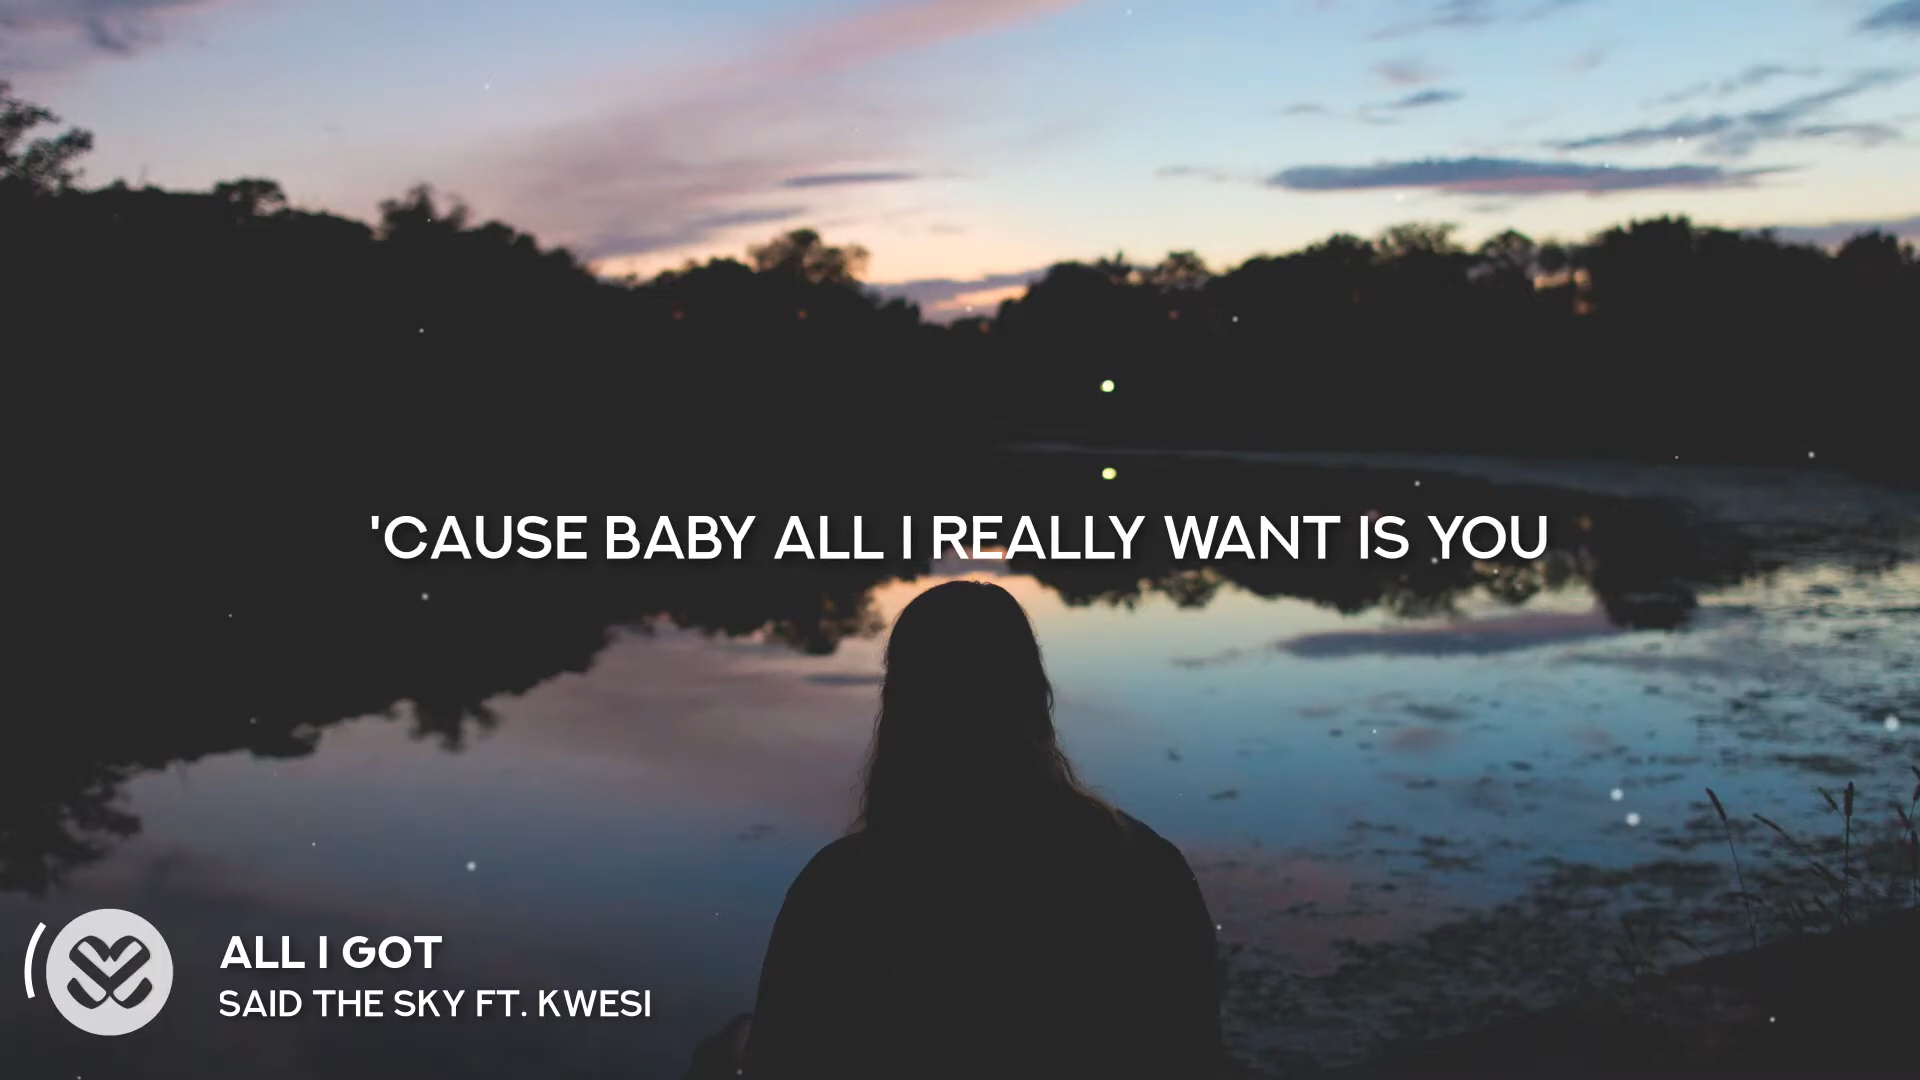 'CAUSE BABY ALL I REALLY WANT IS YOU
ALL I GOT
SAID THE SKY FT. KWESI